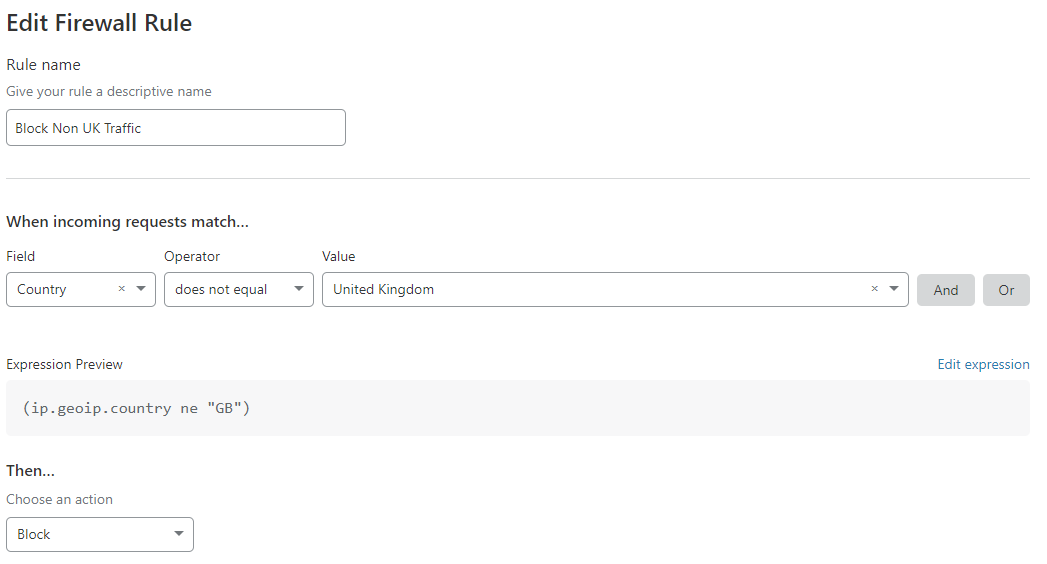 Edit Firewall Rule
Rule name
Give your rule a descriptive name
Block Non UK Traffic
When incoming requests match...
Field Operator Value
Country × does not equal United Kingdom × And Or
Expression Preview Edit expression
(ip.geoip.country ne "GB")
Then...
Choose an action
Block